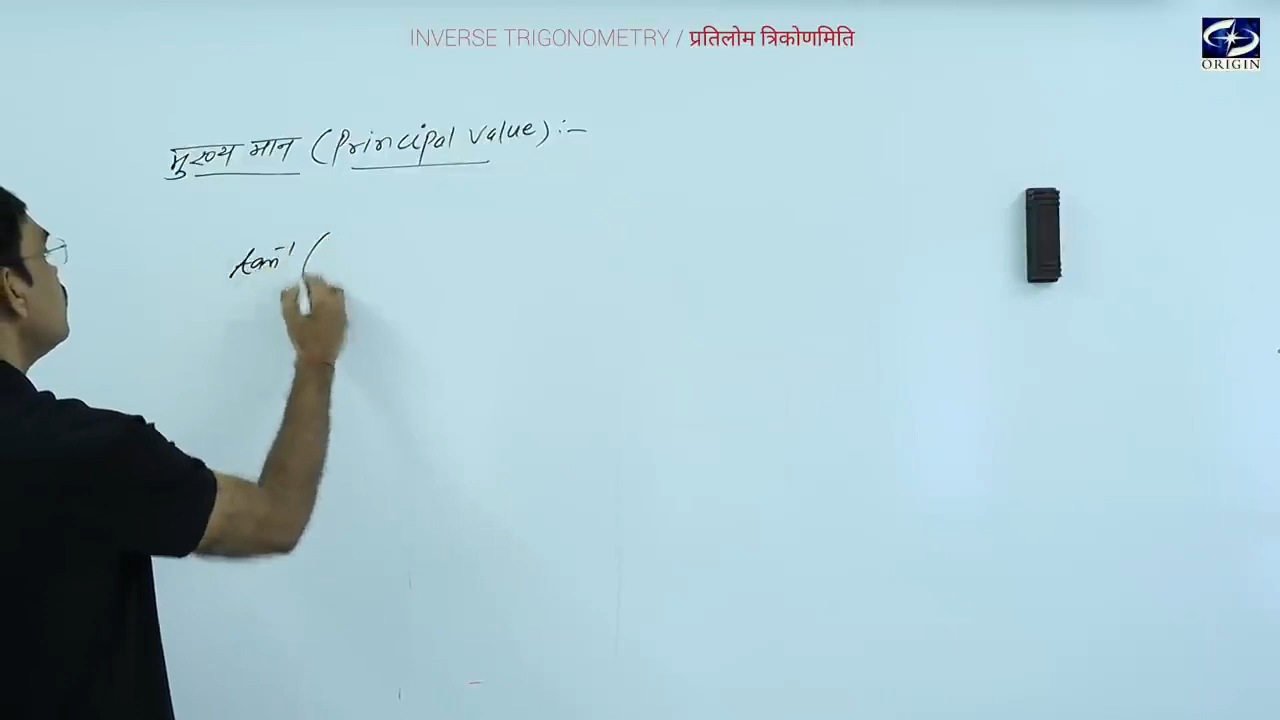 INVERSE TRIGONOMETRY / प्रतिलोम त्रिकोणमिति
ORIGIN
मुख्य मान (Principal Value) :-
tan⁻¹ (